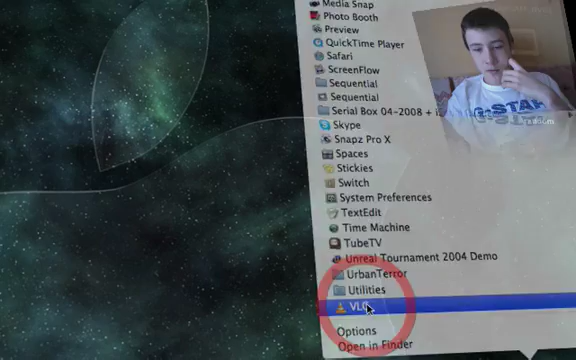 Media Snap
Photo Booth
Preview
QuickTime Player
Safari
ScreenFlow
Sequential
Sequential
Serial Box 04-2008 + i
Skype
Snapz Pro X
Spaces
Stickies
Switch
System Preferences
TextEdit
Time Machine
TubeTV
Unreal Tournament 2004 Demo
UrbanTerror
Utilities
VLC
Options
Open in Finder
G-STAR